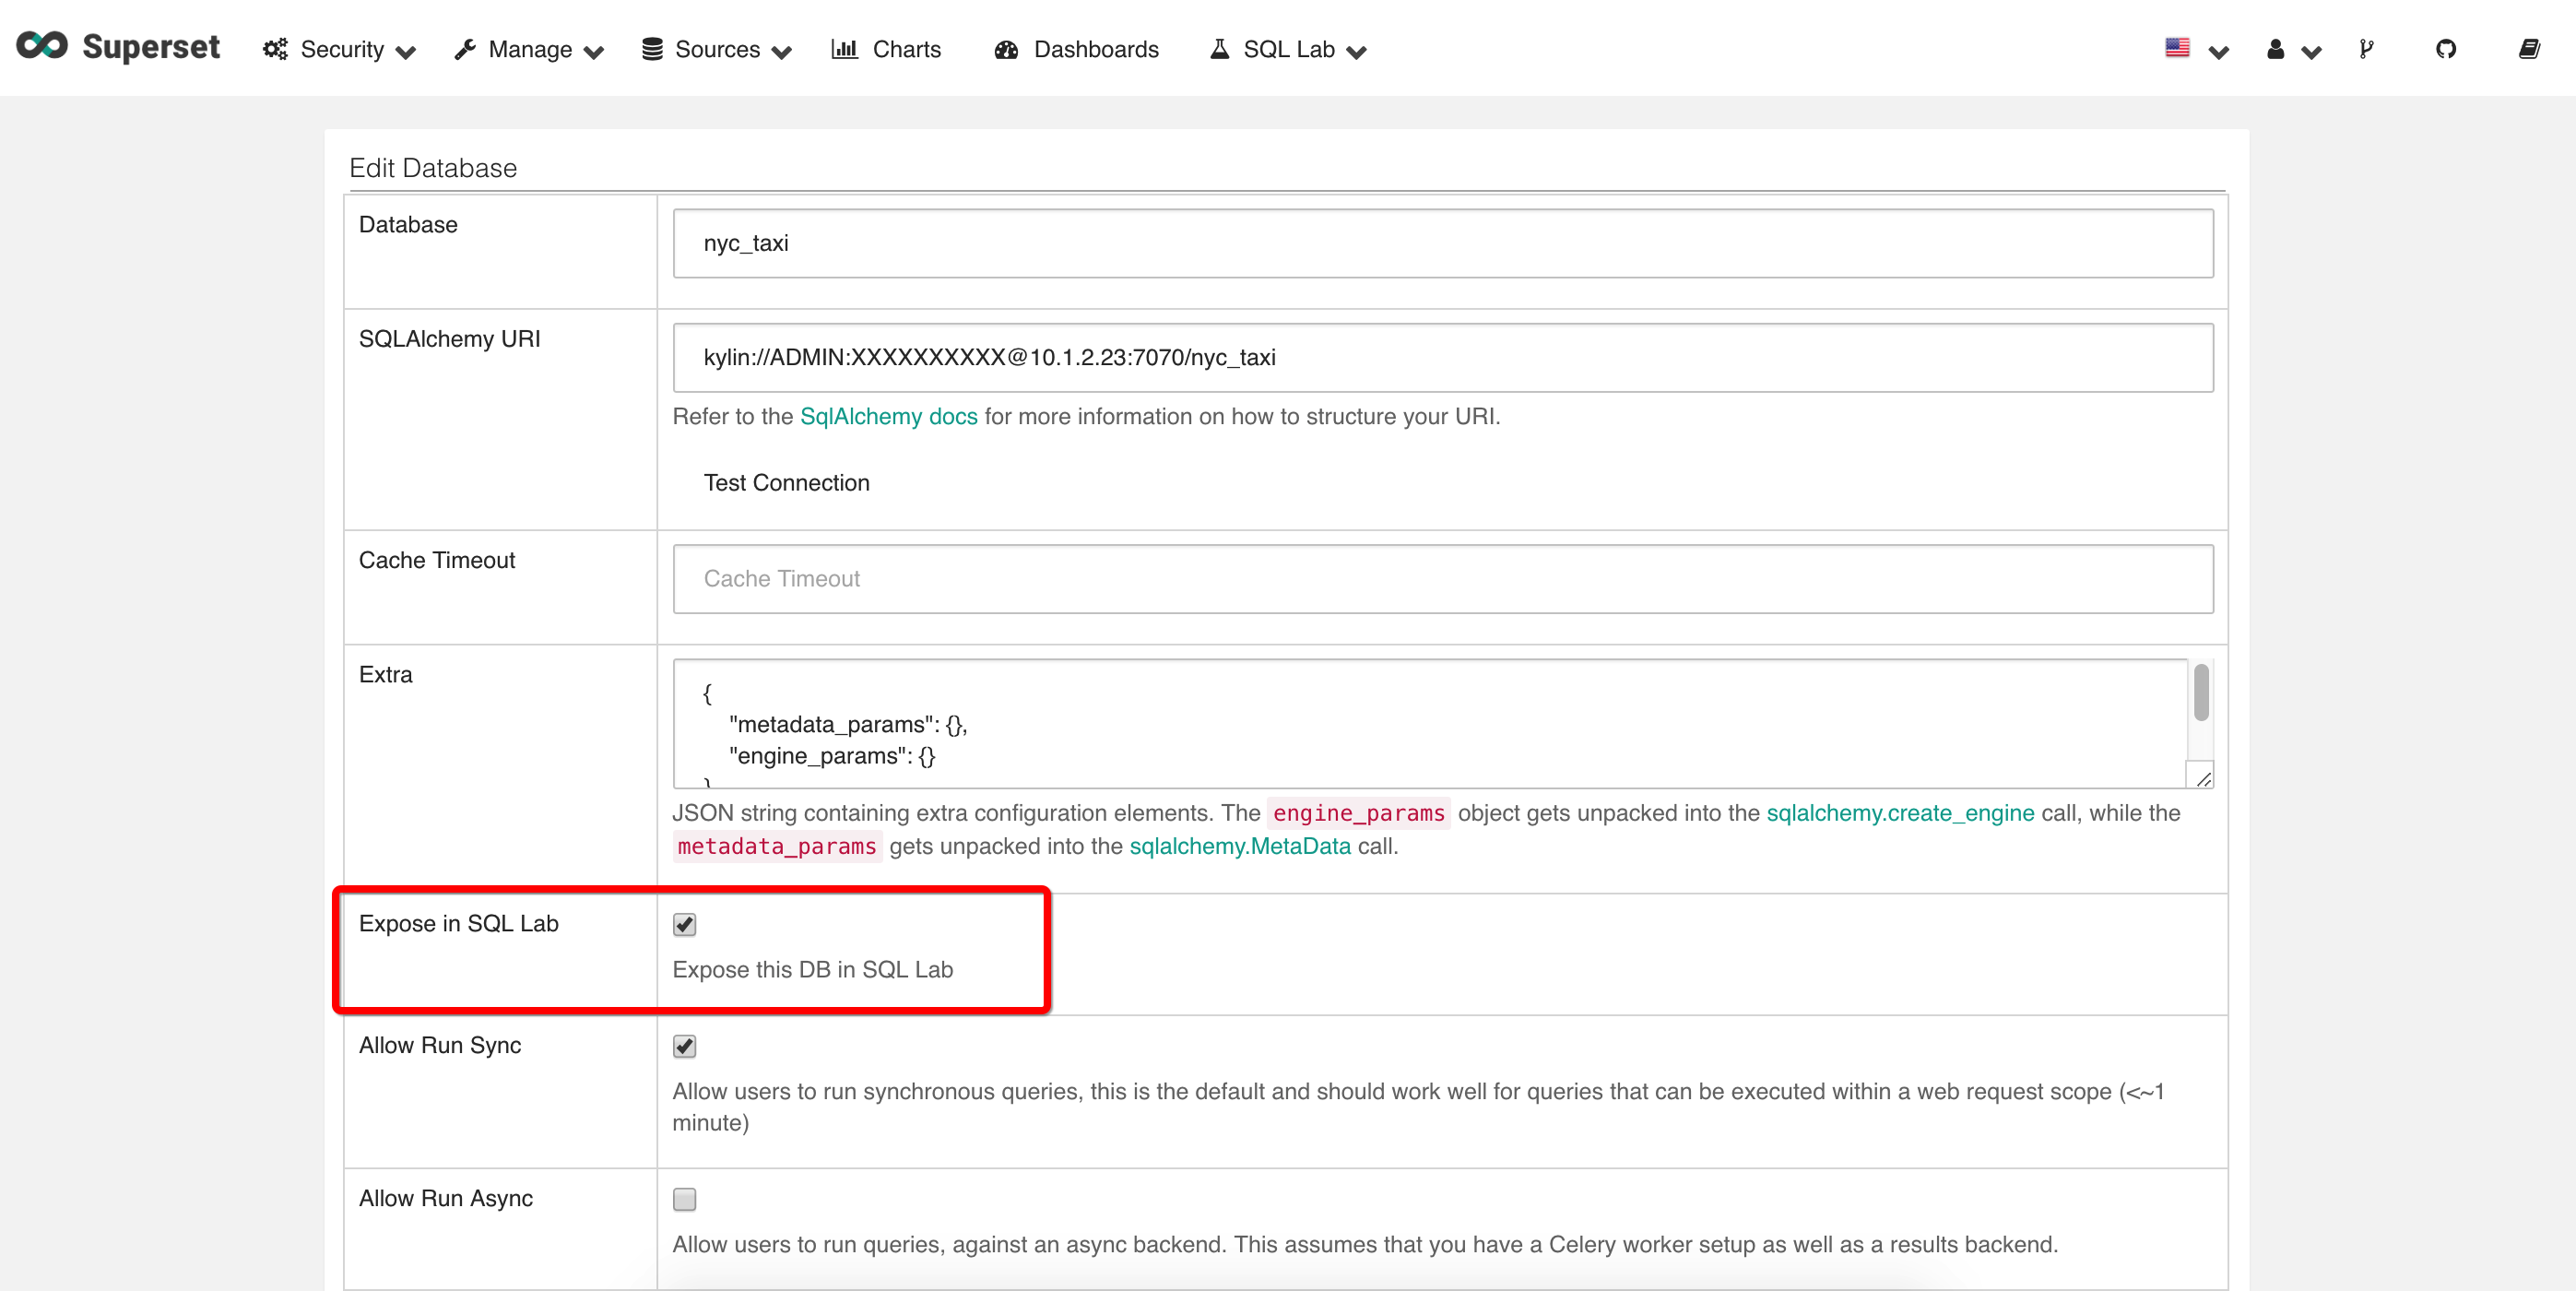 Superset Security Manage Sources Charts Dashboards SQL Lab
Edit Database
Database
nyc_taxi
SQLAlchemy URI
kylin://ADMIN:XXXXXXXXXX@10.1.2.23:7070/nyc_taxi
Refer to the SqlAlchemy docs for more information on how to structure your URI.
Test Connection
Cache Timeout
Cache Timeout
Extra
{
"metadata_params": {},
"engine_params": {}
}
JSON string containing extra configuration elements. The engine_params object gets unpacked into the sqlalchemy.create_engine call, while the
metadata_params gets unpacked into the sqlalchemy.MetaData call.
Expose in SQL Lab
Expose this DB in SQL Lab
Allow Run Sync
Allow users to run synchronous queries, this is the default and should work well for queries that can be executed within a web request scope (<~1
minute)
Allow Run Async
Allow users to run queries, against an async backend. This assumes that you have a Celery worker setup as well as a results backend.